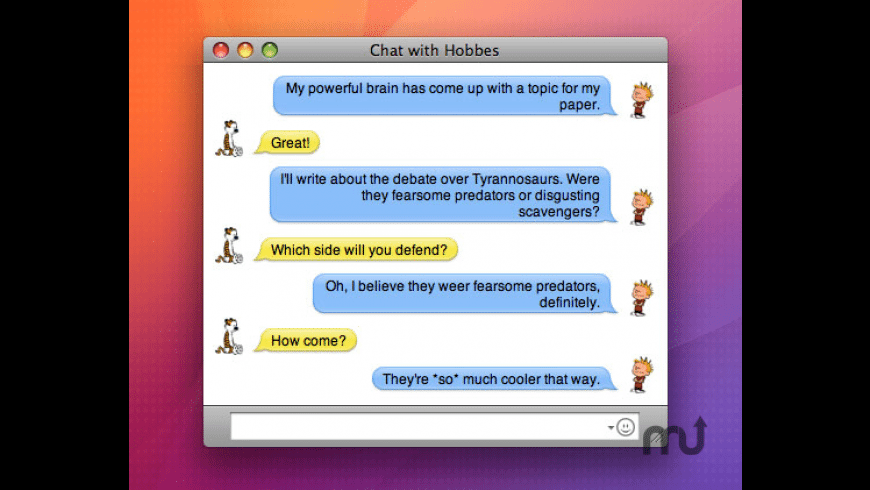 Chat with Hobbes
My powerful brain has come up with a topic for my
paper.
Great!
I'll write about the debate over Tyrannosaurs. Were
they fearsome predators or disgusting
scavengers?
Which side will you defend?
Oh, I believe they weer fearsome predators,
definitely.
How come?
They're *so* much cooler that way.
mu